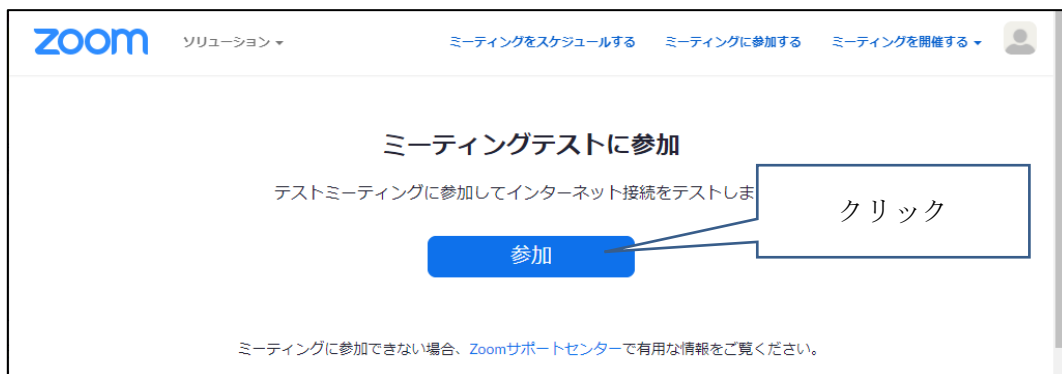 zoom ソリューション ミーティングをスケジュールする ミーティングに参加する ミーティングを開催する
ミーティングテストに参加
テストミーティングに参加してインターネット接続をテストしま
クリック
参加
ミーティングに参加できない場合、Zoomサポートセンターで有用な情報をご覧ください。